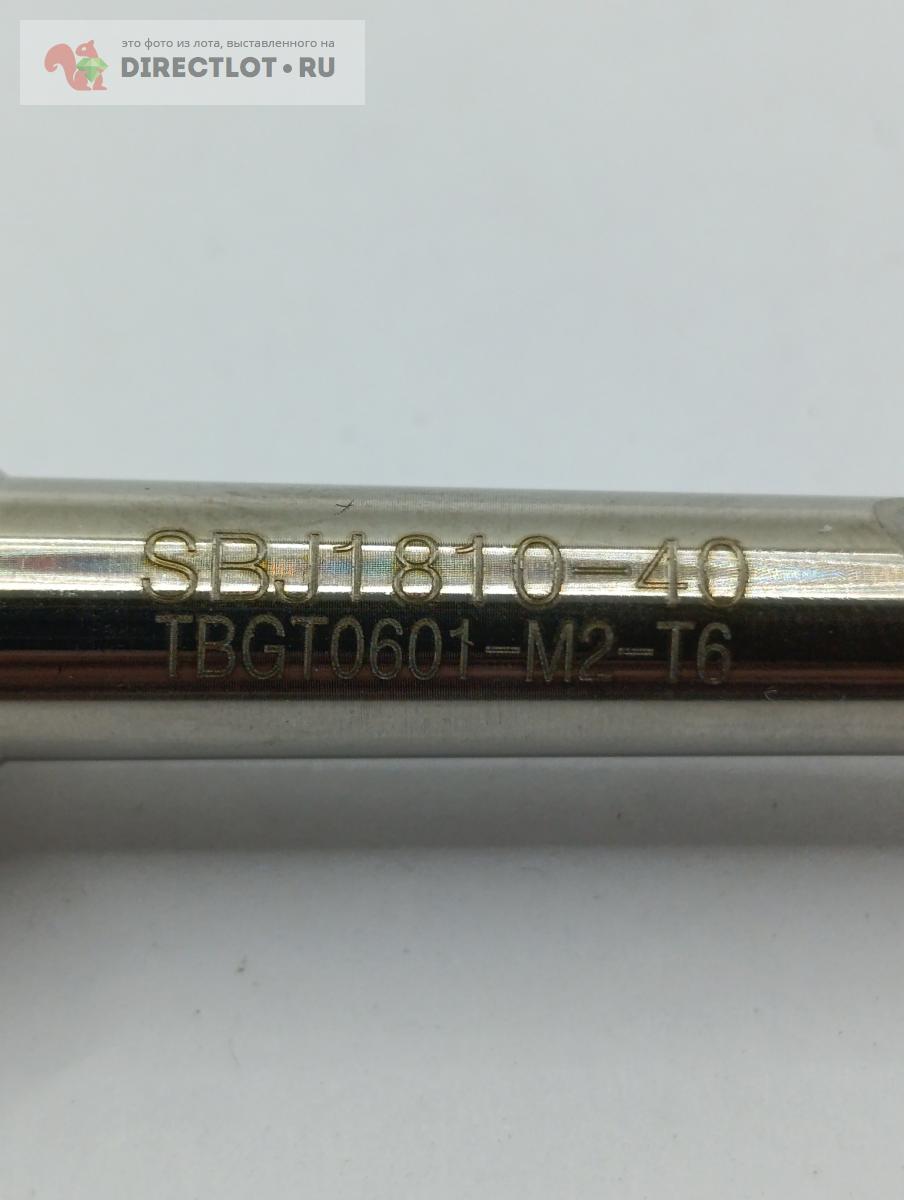 это фото из лота, выставленного на
DIRECTLOT•RU
SBJ1810-40
TBGT0601-M2-T6